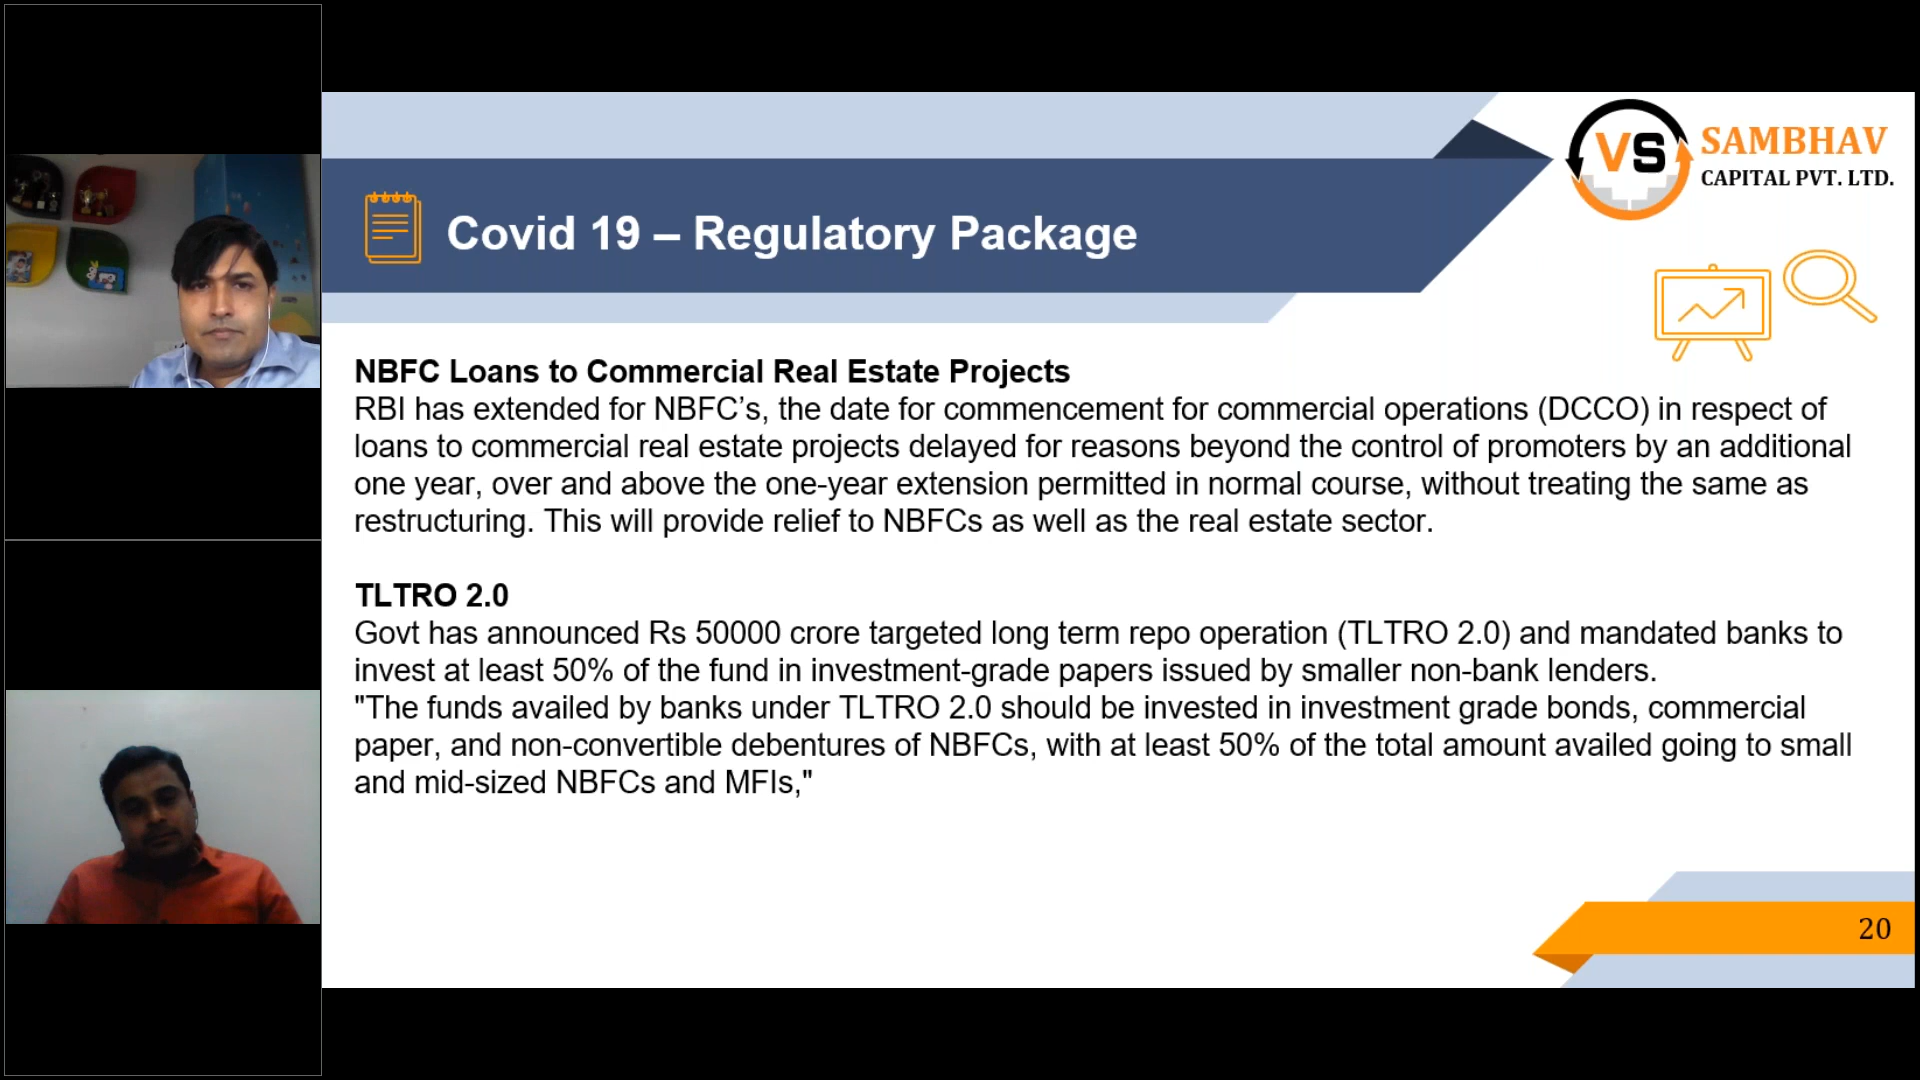 VS
SAMBHAV
CAPITAL PVT. LTD.
Covid 19 – Regulatory Package
NBFC Loans to Commercial Real Estate Projects
RBI has extended for NBFC’s, the date for commencement for commercial operations (DCCO) in respect of
loans to commercial real estate projects delayed for reasons beyond the control of promoters by an additional
one year, over and above the one-year extension permitted in normal course, without treating the same as
restructuring. This will provide relief to NBFCs as well as the real estate sector.
TLTRO 2.0
Govt has announced Rs 50000 crore targeted long term repo operation (TLTRO 2.0) and mandated banks to
invest at least 50% of the fund in investment-grade papers issued by smaller non-bank lenders.
"The funds availed by banks under TLTRO 2.0 should be invested in investment grade bonds, commercial
paper, and non-convertible debentures of NBFCs, with at least 50% of the total amount availed going to small
and mid-sized NBFCs and MFIs,"
20